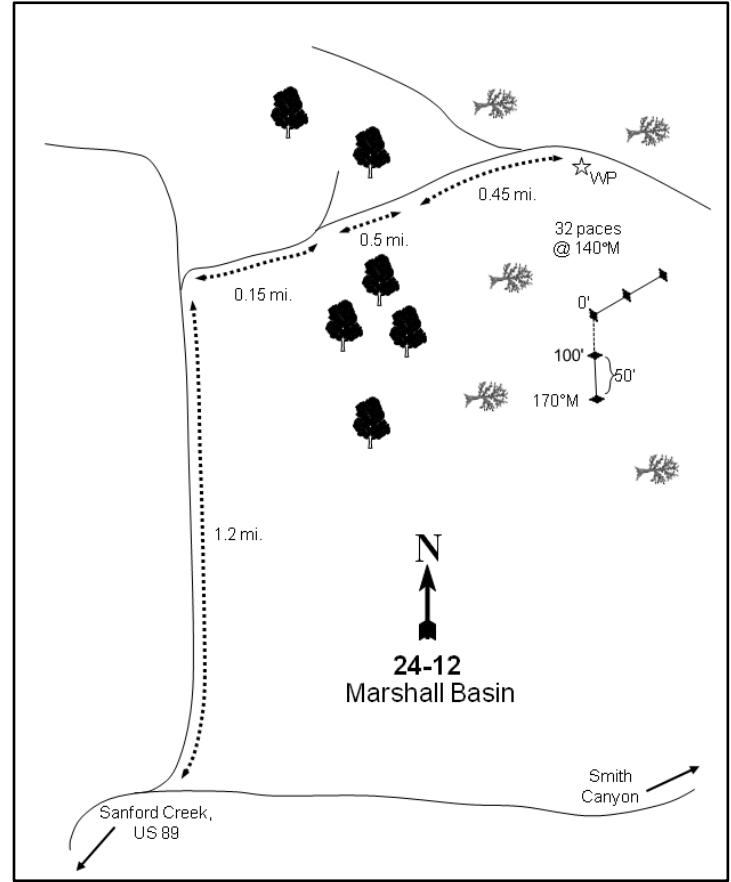 0.45 mi.
WP
0.5 mi.
32 paces
@ 140°M
0.15 mi.
0'
100'
50'
170°M
1.2 mi.
N
24-12
Marshall Basin
Smith
Canyon
Sanford Creek,
US 89